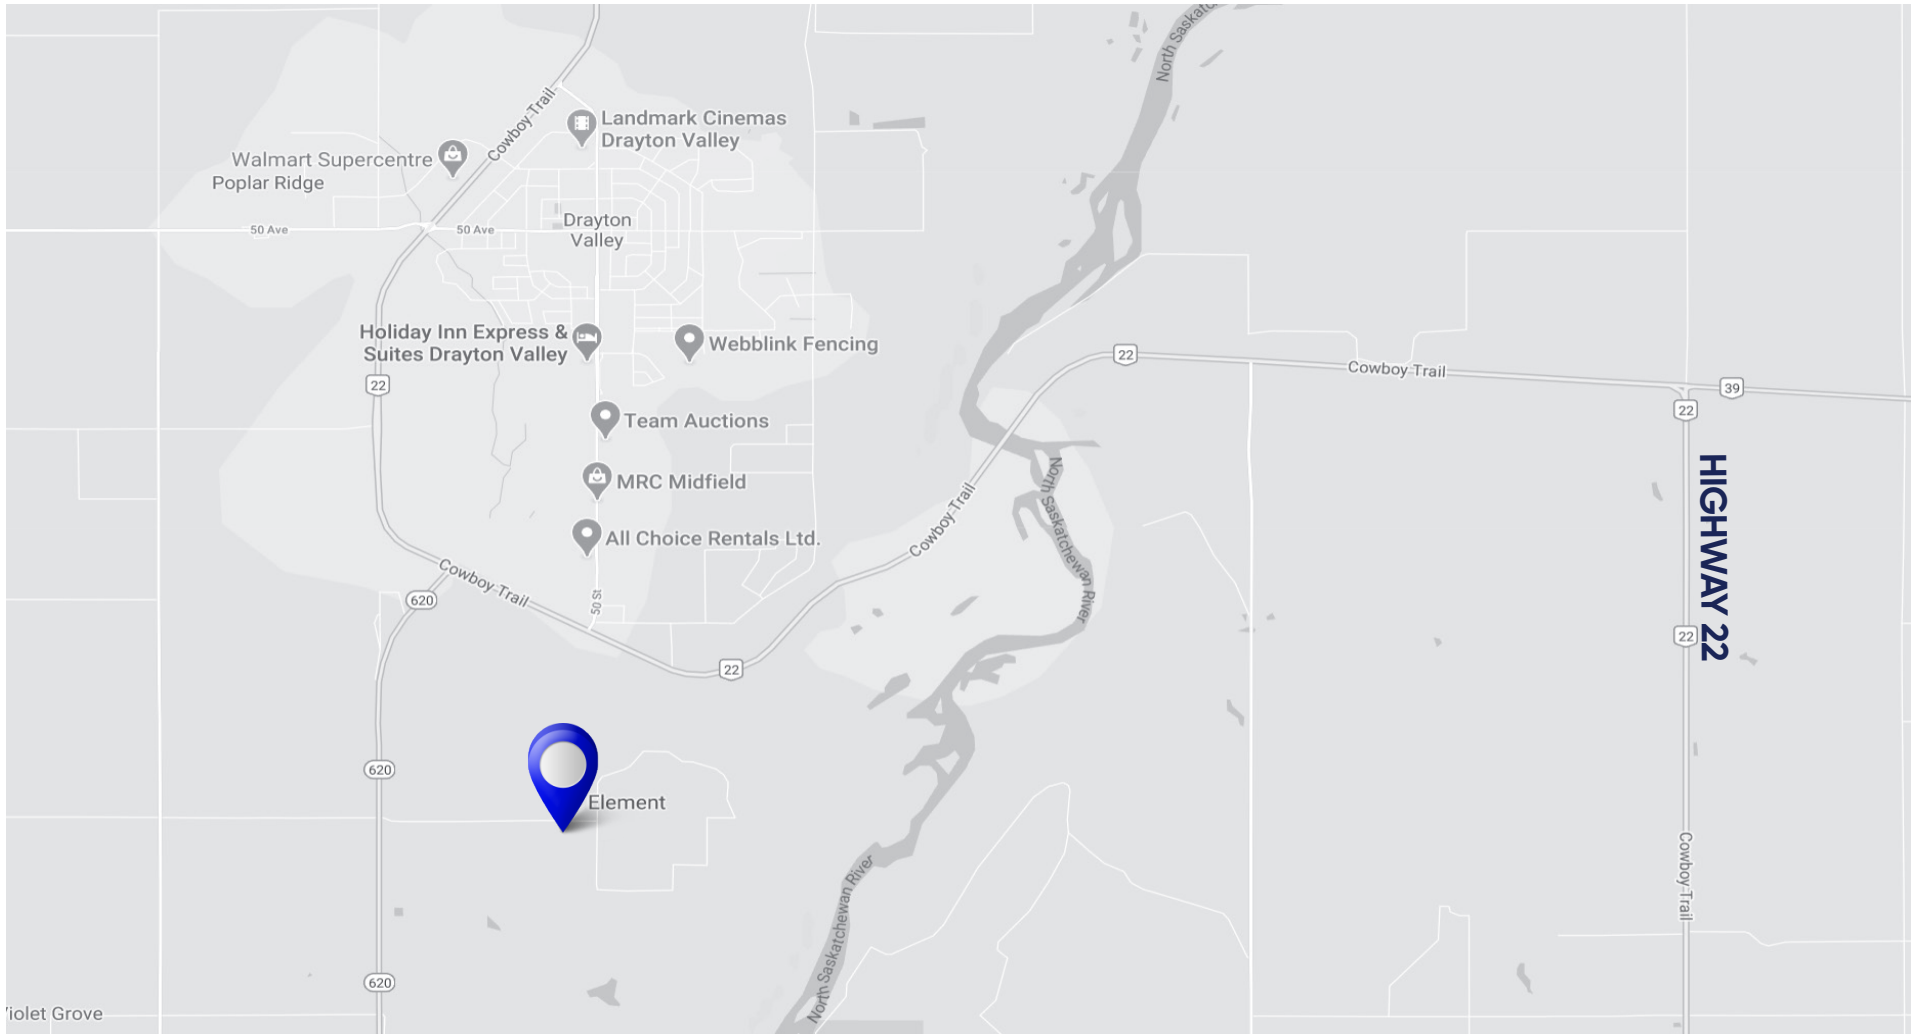 North Saskatc
Cowboy Trail
Landmark Cinemas
Drayton Valley
Walmart Supercentre
Poplar Ridge
50 Ave
50 Ave
Drayton
Valley
Holiday Inn Express &
Suites Drayton Valley
Webblink Fencing
22
22
Cowboy Trail
39
22
Team Auctions
MRC Midfield
All Choice Rentals Ltd.
North Saskatchewan River
Cowboy Trail
HIGHWAY 22
Cowboy Trail
620
50 St
22
22
620
Element
Cowboy Trail
North Saskatchewan River
620
iolet Grove